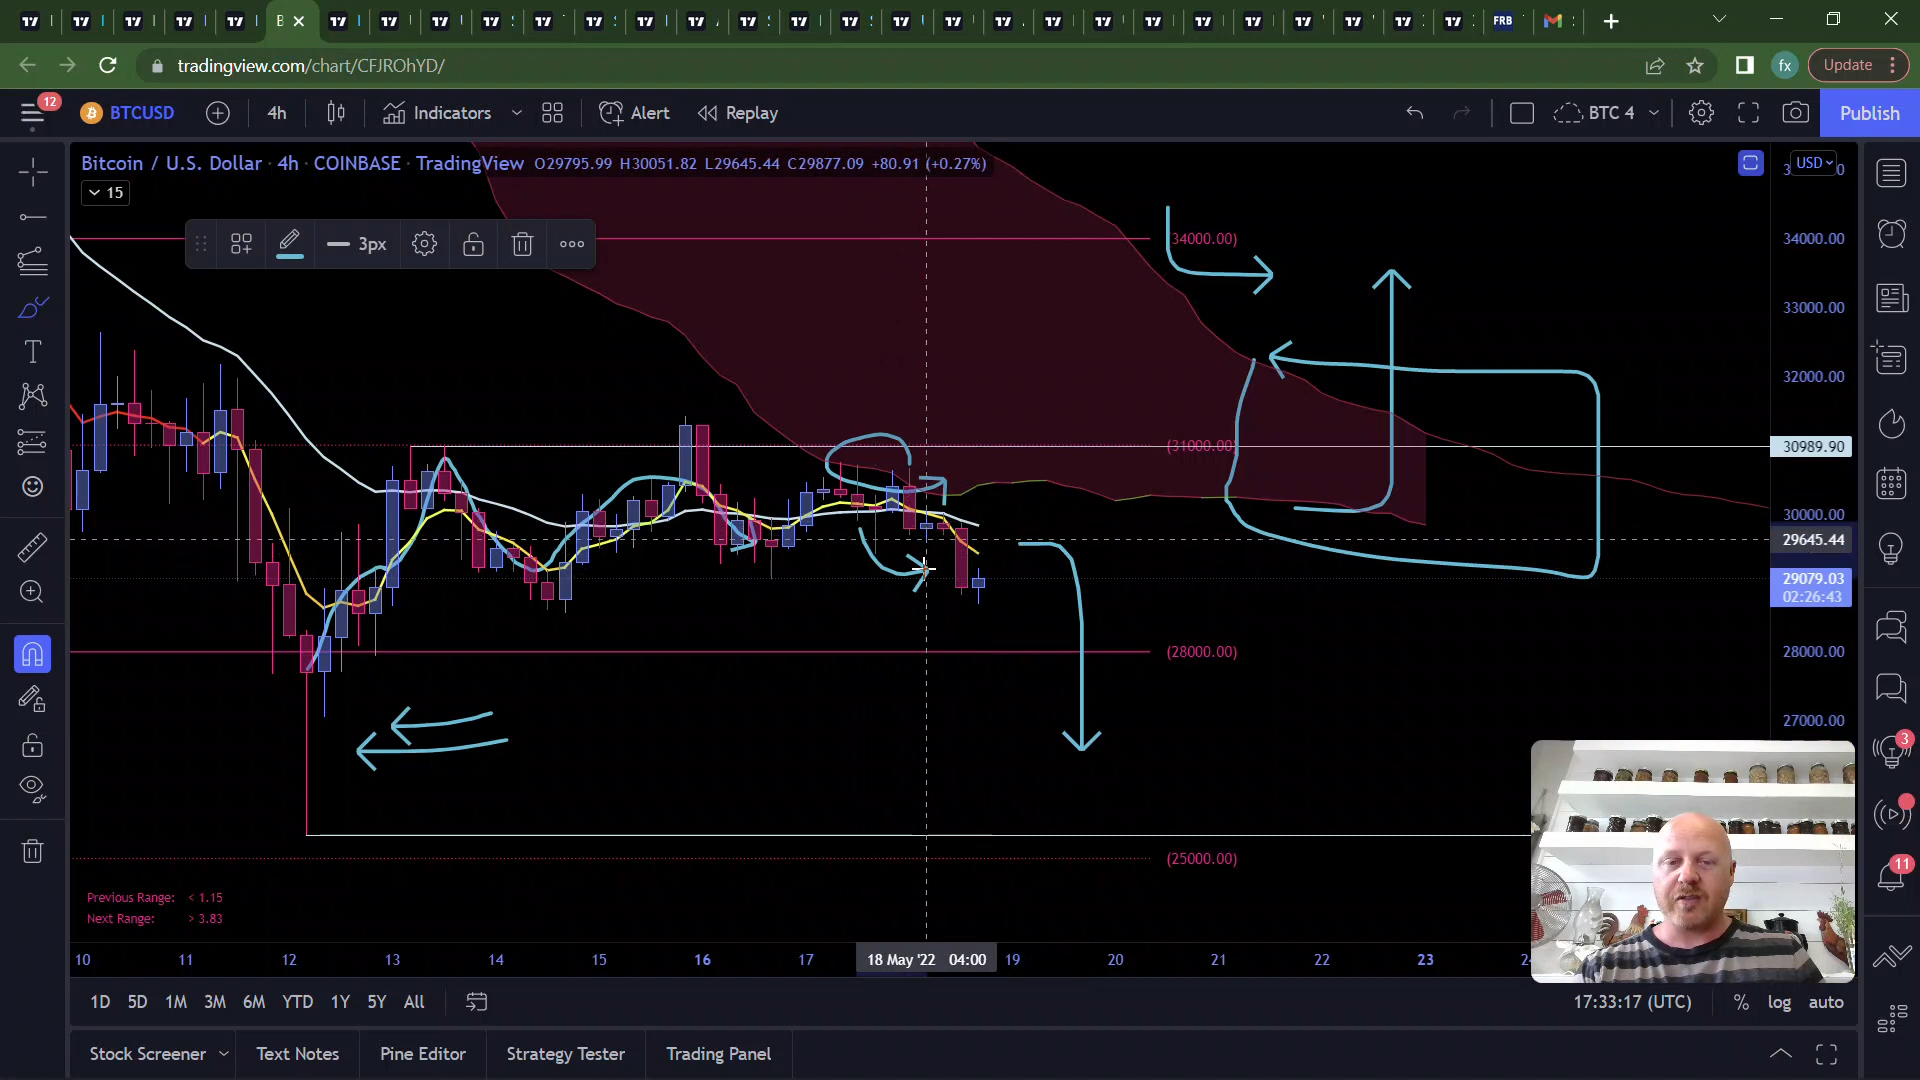 FRB
tradingview.com/chart/CFJROhYD/
fx
Update
12
BTCUSD
4h
Indicators
Alert
Replay
BTC 4
Publish
Bitcoin / U.S. Dollar · 4h · COINBASE · TradingView O29795.99 H30051.82 L29645.44 C29877.09 +80.91 (+0.27%)
USD
15
3px
(34000.00)
34000.00
33000.00
32000.00
(31000.00)
30989.90
30000.00
29645.44
29079.03
02:26:43
(28000.00)
28000.00
27000.00
3
(25000.00)
11
Previous Range: < 1.15
Next Range: > 3.83
10 11 12 13 14 15 16 17 18 May '22 04:00 19 20 21 22 23
1D 5D 1M 3M 6M YTD 1Y 5Y All
17:33:17 (UTC) % log auto
Stock Screener Text Notes Pine Editor Strategy Tester Trading Panel